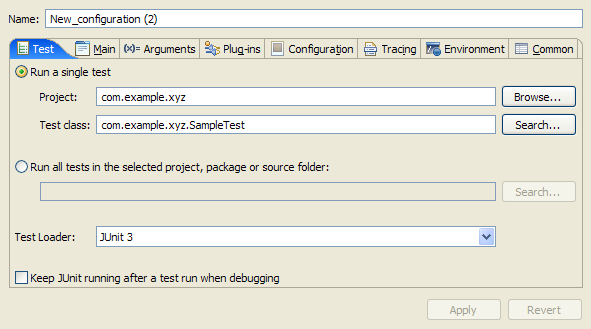 Name: New_configuration (2)
Test Main (x)= Arguments Plug-ins Configuration Tracing Environment Common
Run a single test
Project: com.example.xyz Browse...
Test class: com.example.xyz.SampleTest Search...
Run all tests in the selected project, package or source folder:
Search...
Test Loader: JUnit 3
Keep JUnit running after a test run when debugging
Apply Revert